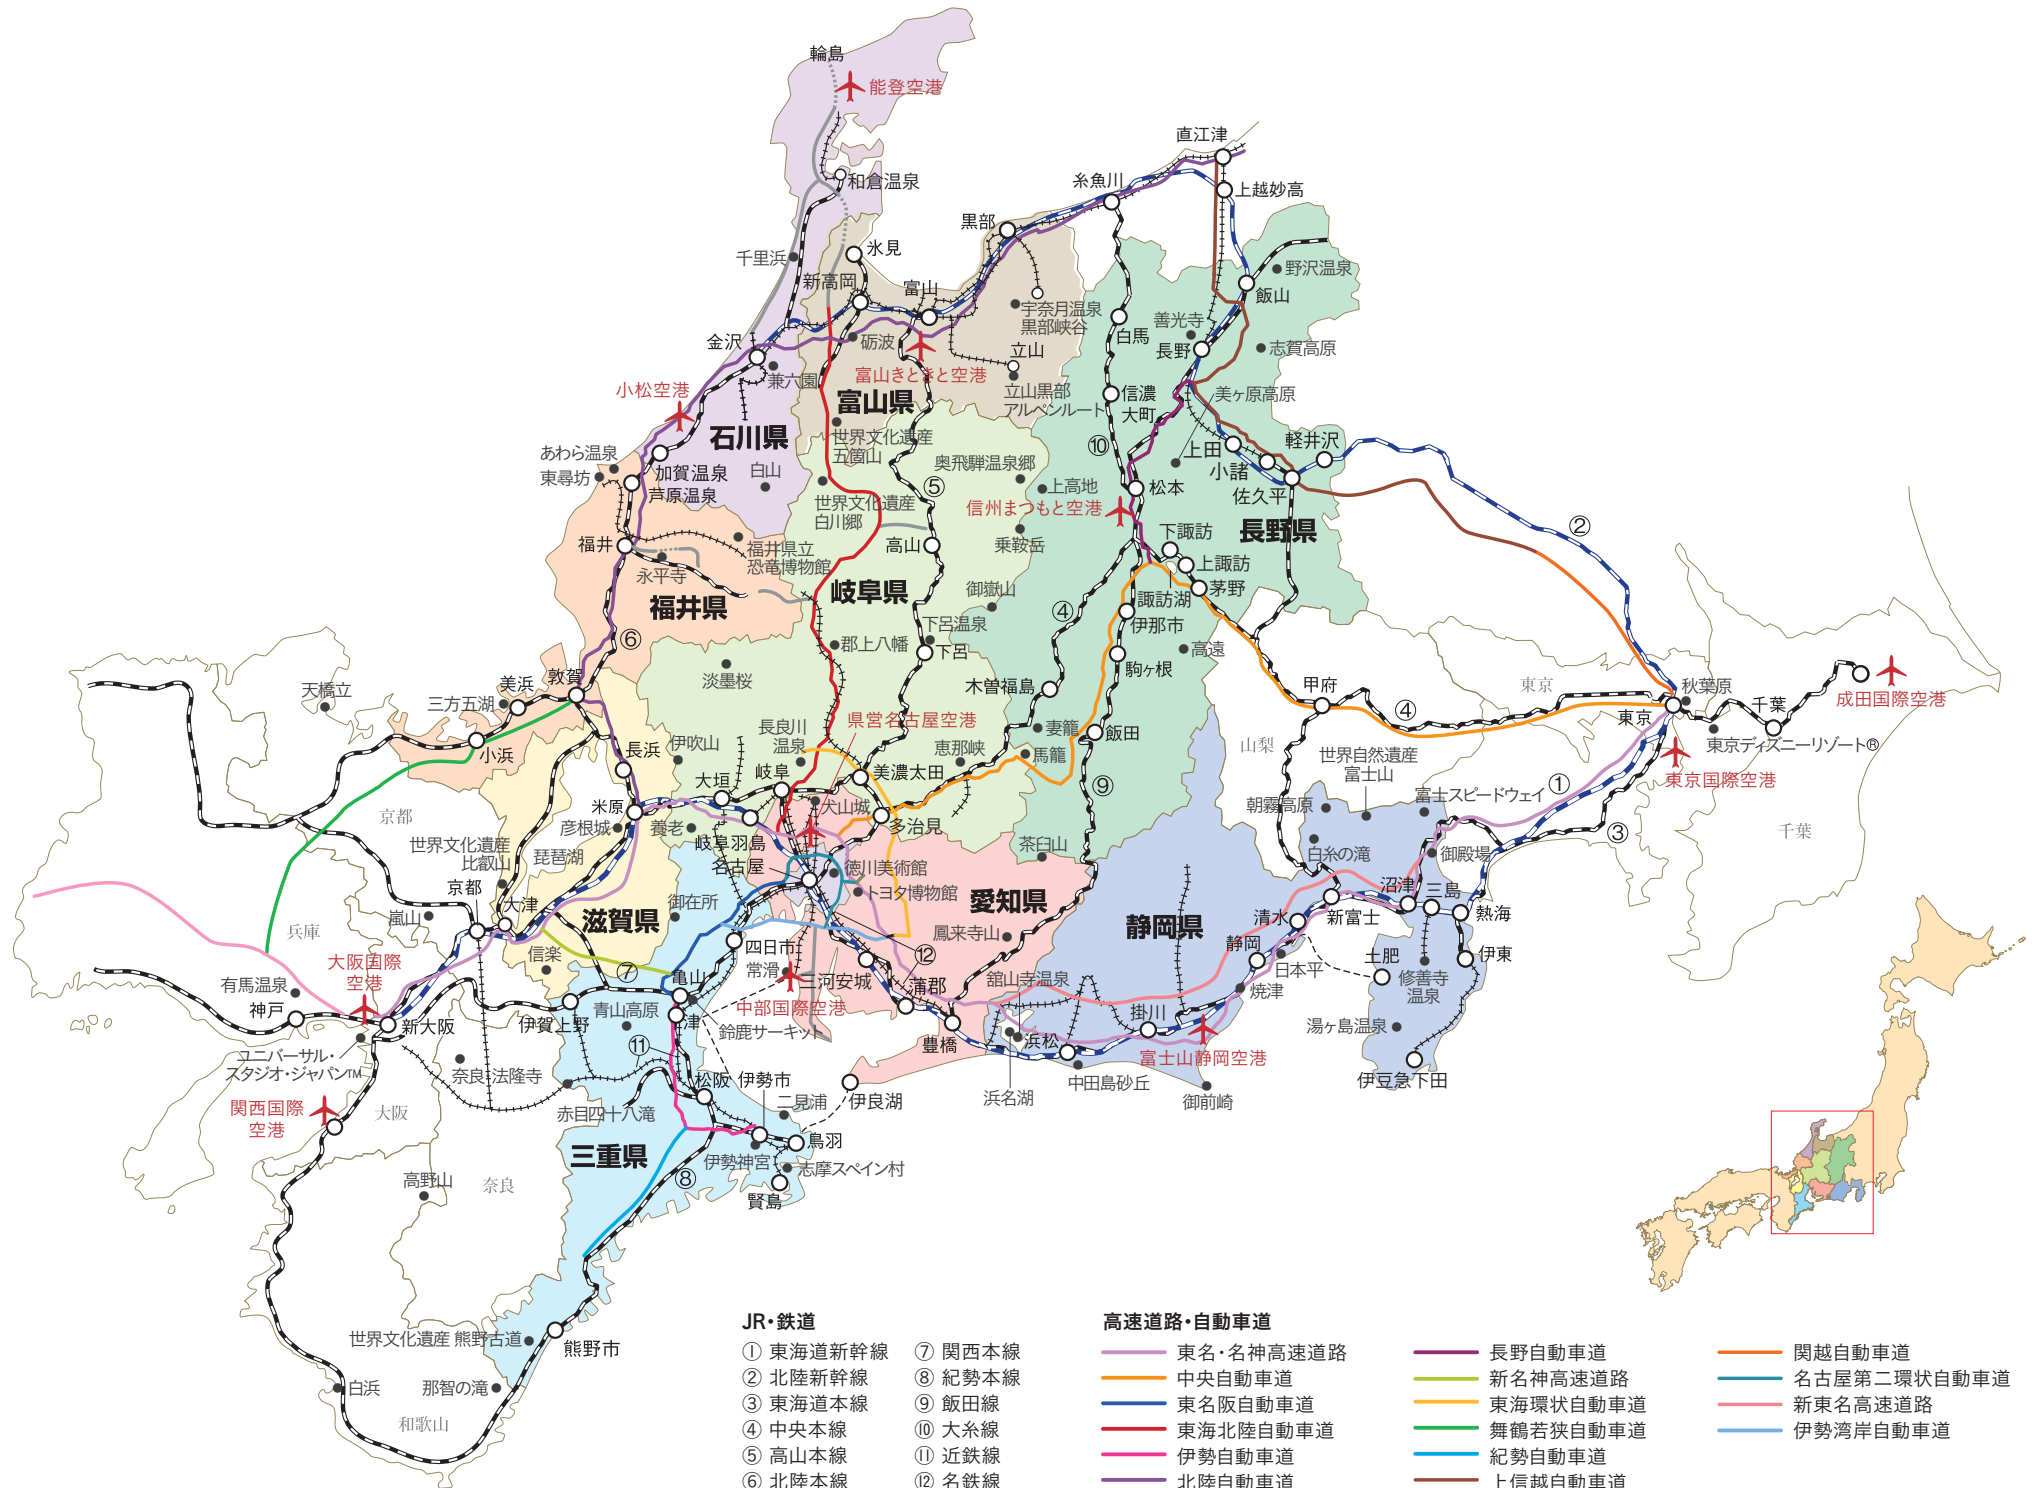 輪島
能登空港
直江津
和倉温泉
糸魚川
上越妙高
黒部
氷見
千里浜
野沢温泉
新高岡
富山
飯山
宇奈月温泉
黒部峡谷
善光寺
白馬
金沢
砺波
立山
長野
志賀高原
兼六園
富山きときと空港
小松空港
立山黒部
アルペンルート
信濃
大町
美ヶ原高原
富山県
石川県
世界文化遺産
五箇山
⑩
上田
軽井沢
あわら温泉
東尋坊
加賀温泉
芦原温泉
白山
奥飛騨温泉郷
小諸
佐久平
⑤
上高地
松本
世界文化遺産
白川郷
信州まつもと空港
長野県
②
福井
福井県立
恐竜博物館
高山
乗鞍岳
下諏訪
上諏訪
永平寺
岐阜県
福井県
御嶽山
諏訪湖
茅野
④
伊那市
⑥
郡上八幡
下呂温泉
下呂
高遠
駒ヶ根
淡墨桜
天橋立
美浜
敦賀
三方五湖
木曽福島
甲府
④
東京
秋葉原
成田国際空港
東京
千葉
県営名古屋空港
長良川
温泉
妻籠
飯田
小浜
長浜
伊吹山
恵那峡
馬籠
山梨
世界自然遺産
富士山
東京ディズニーリゾート®
東京国際空港
大垣
岐阜
美濃太田
⑨
①
京都
米原
彦根城
養老
犬山城
多治見
朝霧高原
富士スピードウェイ
③
千葉
世界文化遺産
比叡山
琵琶湖
岐阜羽島
名古屋
茶臼山
白糸の滝
御殿場
京都
徳川美術館
トヨタ博物館
沼津
三島
大津
御在所
愛知県
熱海
嵐山
滋賀県
静岡県
清水
新富士
兵庫
四日市
鳳来寺山
静岡
伊東
大阪国際
空港
信楽
⑦
常滑
⑫
日本平
土肥
修善寺
温泉
有馬温泉
亀山
三河安城
舘山寺温泉
焼津
神戸
青山高原
中部国際空港
蒲郡
新大阪
伊賀上野
津
鈴鹿サーキット
掛川
湯ヶ島温泉
ユニバーサル・
スタジオ・ジャパン™
⑪
豊橋
浜松
富士山静岡空港
奈良・法隆寺
松阪
伊勢市
中田島砂丘
伊豆急下田
関西国際
空港
大阪
赤目四十八滝
二見浦
伊良湖
浜名湖
御前崎
三重県
鳥羽
伊勢神宮
志摩スペイン村
高野山
奈良
⑧
賢島
世界文化遺産 熊野古道
熊野市
白浜
那智の滝
和歌山
JR・鉄道
① 東海道新幹線
② 北陸新幹線
③ 東海道本線
④ 中央本線
⑤ 高山本線
⑥ 北陸本線
⑦ 関西本線
⑧ 紀勢本線
⑨ 飯田線
⑩ 大糸線
⑪ 近鉄線
⑫ 名鉄線
高速道路・自動車道
東名・名神高速道路
中央自動車道
東名阪自動車道
東海北陸自動車道
伊勢自動車道
北陸自動車道
長野自動車道
新名神高速道路
東海環状自動車道
舞鶴若狭自動車道
紀勢自動車道
上信越自動車道
関越自動車道
名古屋第二環状自動車道
新東名高速道路
伊勢湾岸自動車道